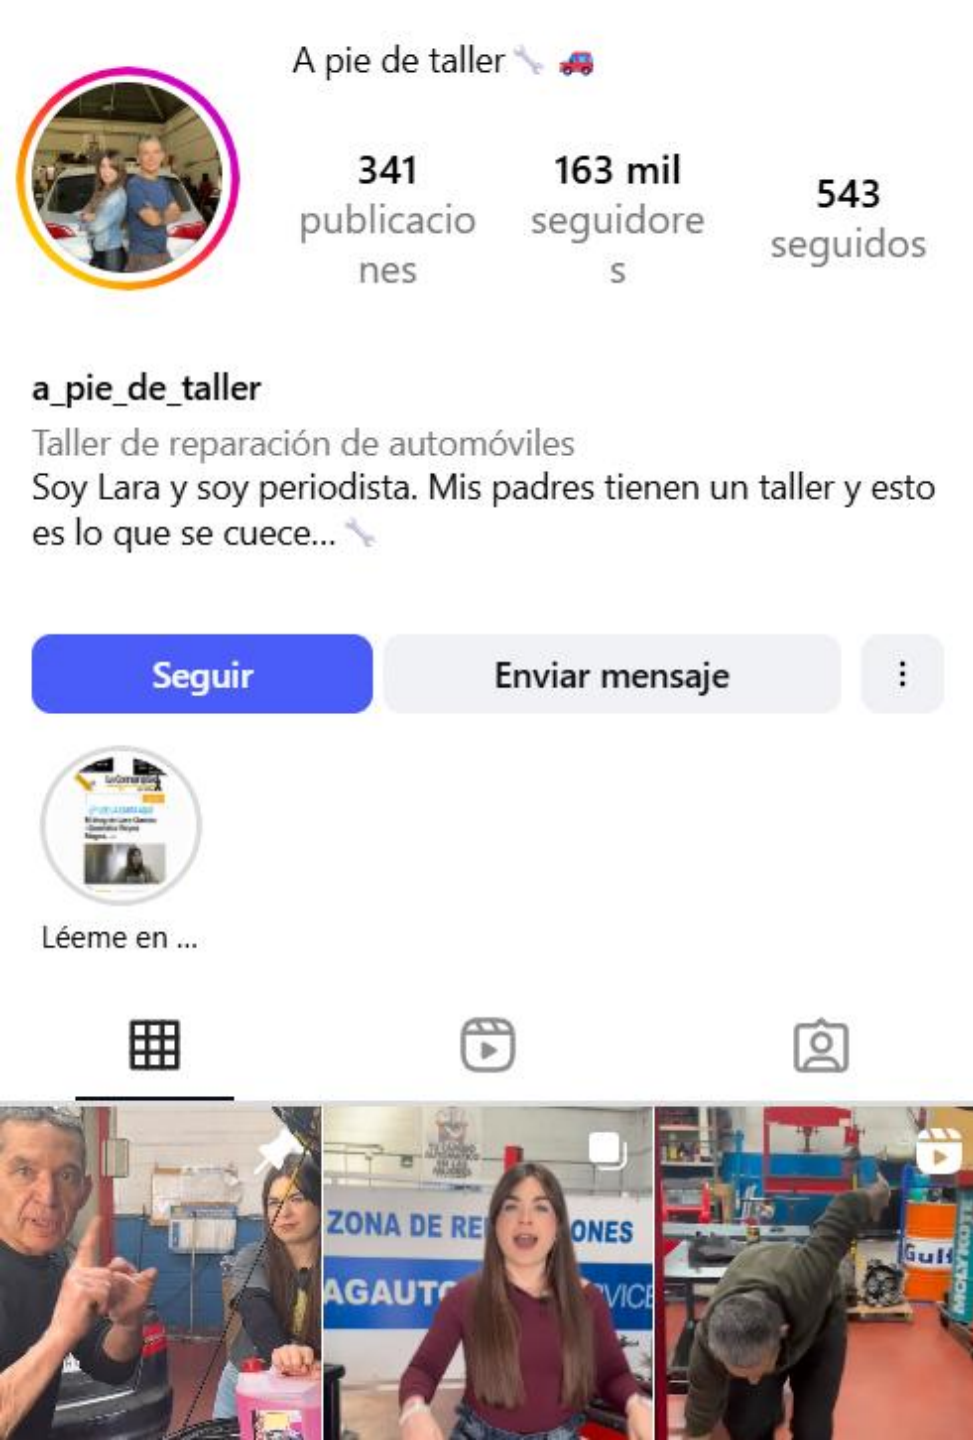 A pie de taller 🔧 🚗
341
publicacio
nes
163 mil
seguidore
s
543
seguidos
a_pie_de_taller
Taller de reparación de automóviles
Soy Lara y soy periodista. Mis padres tienen un taller y esto
es lo que se cuece... 🔧
Seguir
Enviar mensaje
Léeme en ...
ZONA DE RE ONES
AGAUTO VICE
Gulf
MOLYKOTE